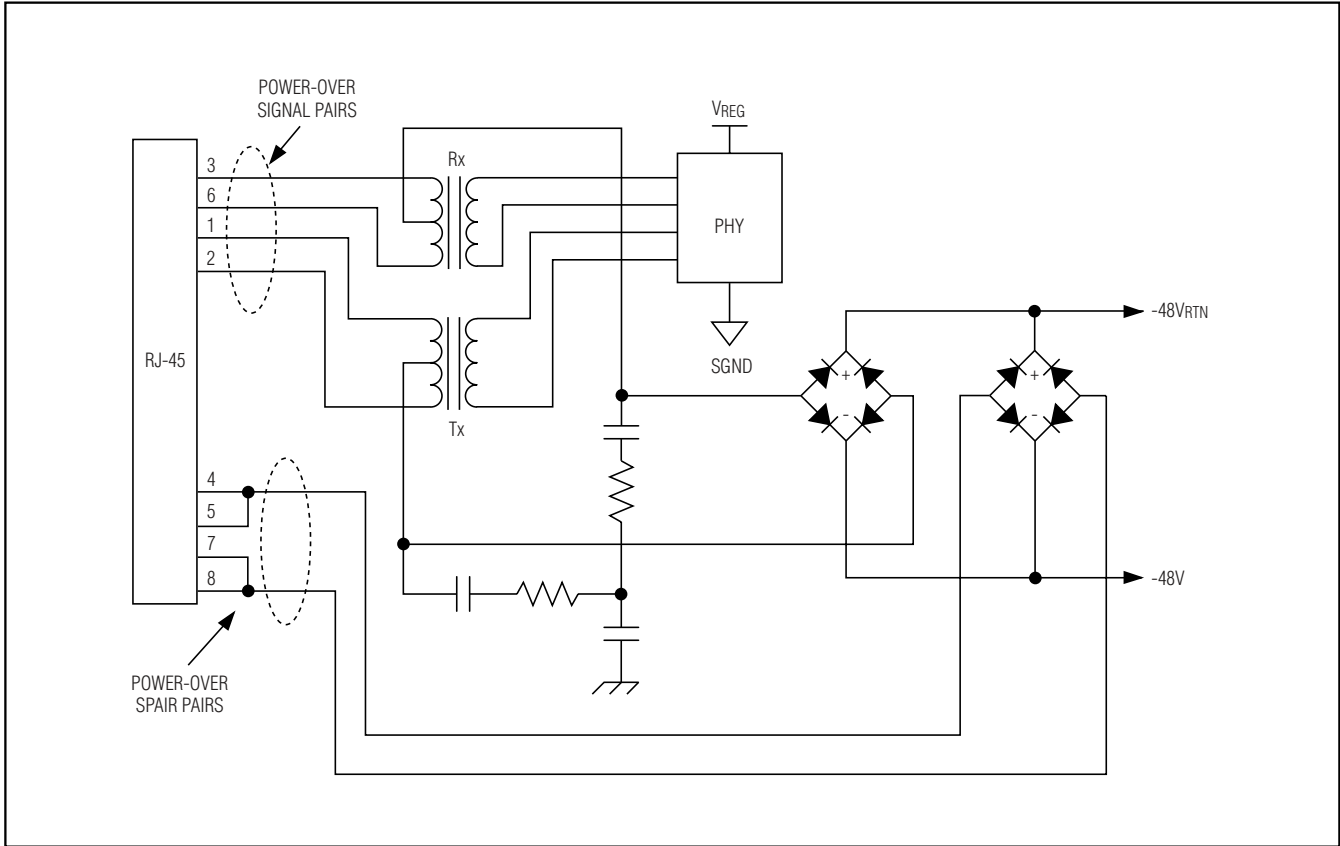 POWER-OVER
SIGNAL PAIRS
VREG
3
Rx
6
1
PHY
2
-48VRTN
RJ-45
SGND
+
+
-
-
Tx
4
5
7
-48V
8
POWER-OVER
SPAIR PAIRS